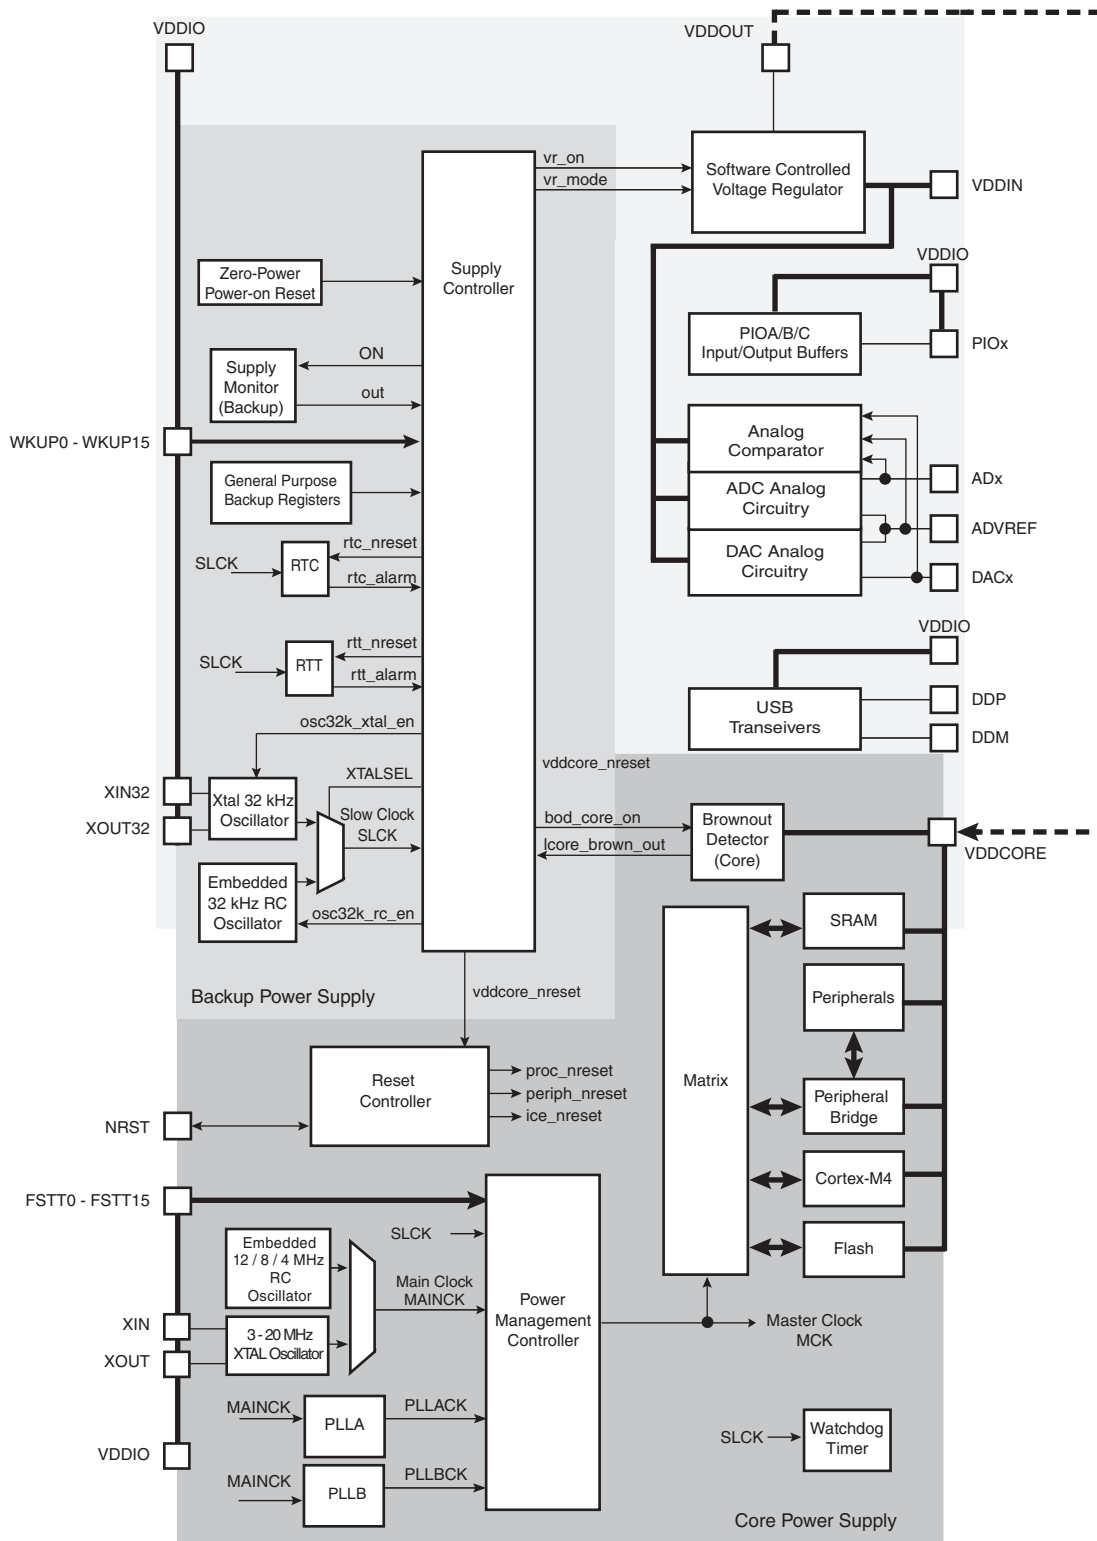 VDDIO
VDDOUT
vr_on
vr_mode
Software Controlled
Voltage Regulator
VDDIN
Supply
Controller
Zero-Power
Power-on Reset
VDDIO
PIOA/B/C
Input/Output Buffers
PIOx
Supply
Monitor
(Backup)
ON
out
WKUP0 - WKUP15
General Purpose
Backup Registers
Analog
Comparator
ADC Analog
Circuitry
DAC Analog
Circuitry
ADx
ADVREF
DACx
SLCK
RTC
rtc_nreset
rtc_alarm
SLCK
RTT
rtt_nreset
rtt_alarm
VDDIO
USB
Transeivers
DDP
DDM
osc32k_xtal_en
XTALSEL
vddcore_nreset
XIN32
XOUT32
Xtal 32 kHz
Oscillator
Slow Clock
SLCK
bod_core_on
lcore_brown_out
Brownout
Detector
(Core)
VDDCORE
Embedded
32 kHz RC
Oscillator
osc32k_rc_en
Backup Power Supply
vddcore_nreset
SRAM
Peripherals
Matrix
Peripheral
Bridge
Cortex-M4
Flash
Reset
Controller
proc_nreset
periph_nreset
ice_nreset
NRST
FSTT0 - FSTT15
SLCK
Embedded
12 / 8 / 4 MHz
RC
Oscillator
Main Clock
MAINCK
Power
Management
Controller
XIN
XOUT
3 - 20 MHz
XTAL Oscillator
Master Clock
MCK
MAINCK
PLLA
PLLACK
VDDIO
MAINCK
PLLB
PLLBCK
SLCK
Watchdog
Timer
Core Power Supply